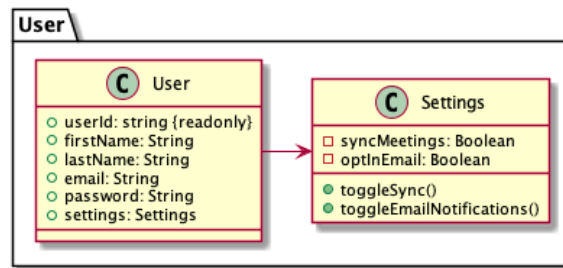 User
C User
userId: string {readonly}
firstName: String
lastName: String
email: String
password: String
settings: Settings
C Settings
syncMeetings: Boolean
optInEmail: Boolean
toggleSync()
toggleEmailNotifications()